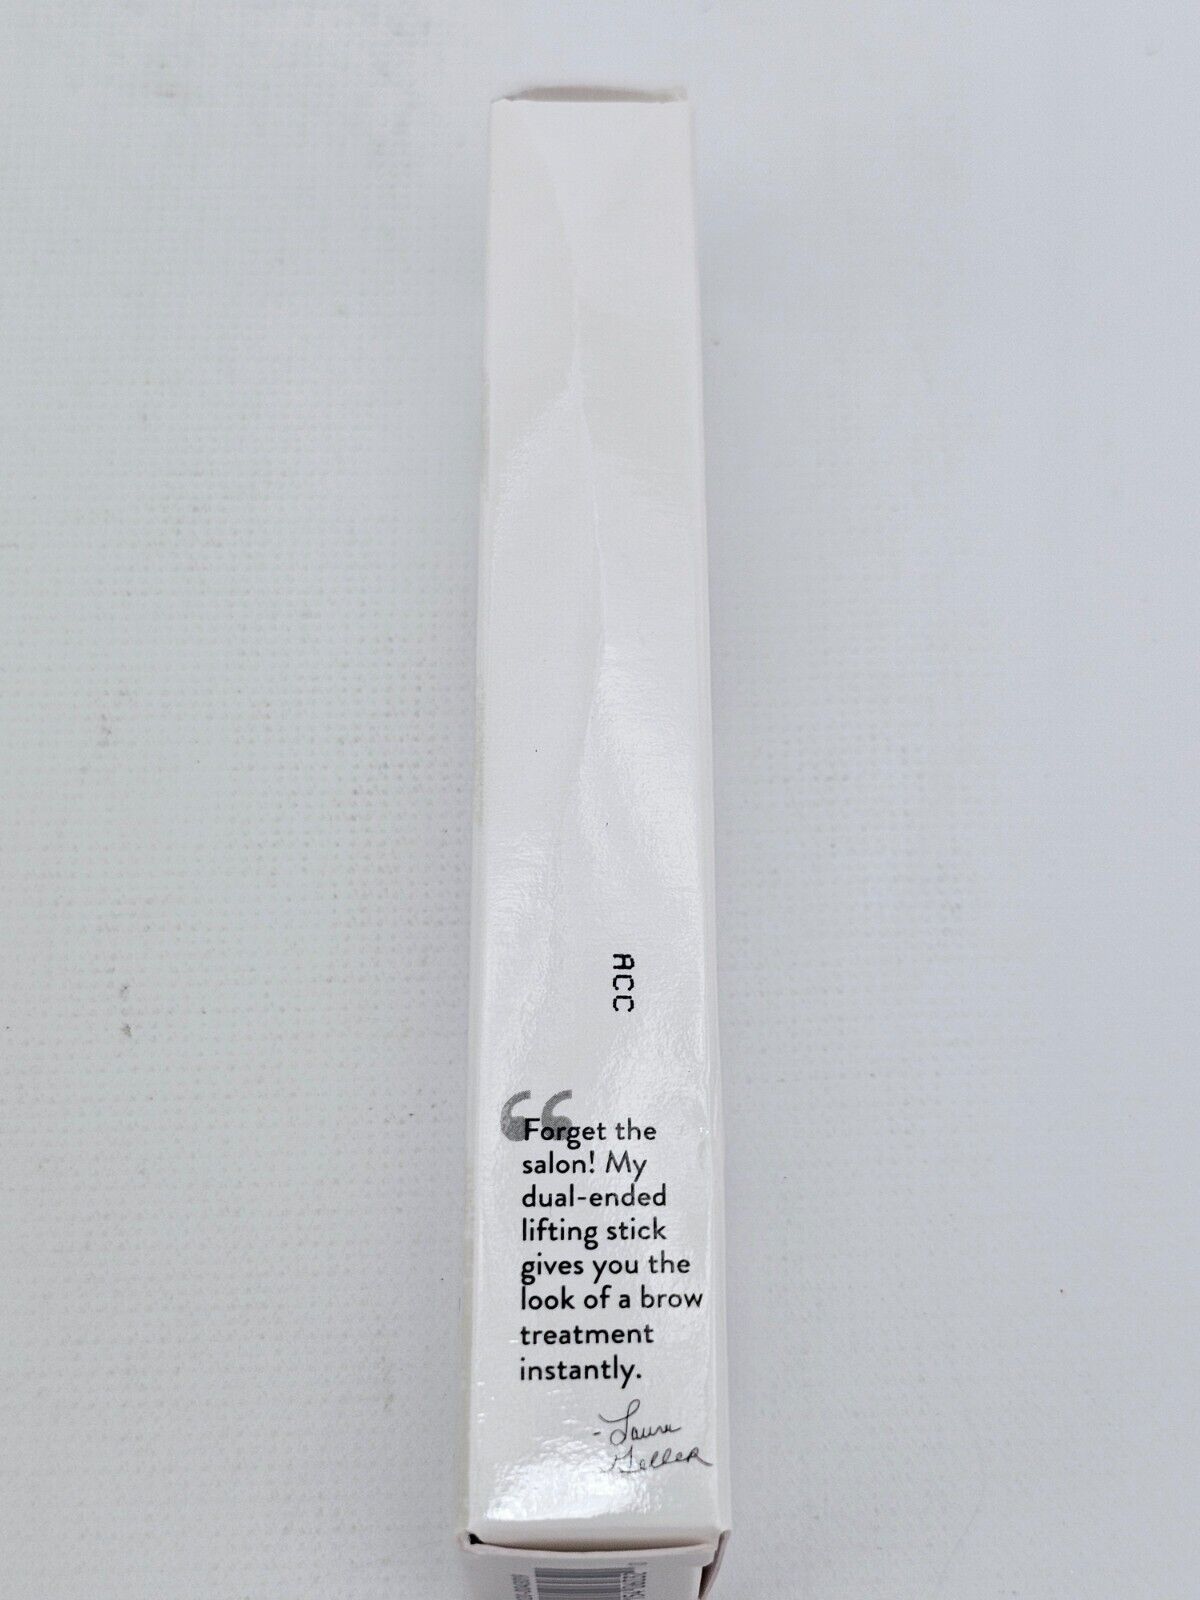 ACC
“Forget the
salon! My
dual-ended
lifting stick
gives you the
look of a brow
treatment
instantly.
-Laura
Geller